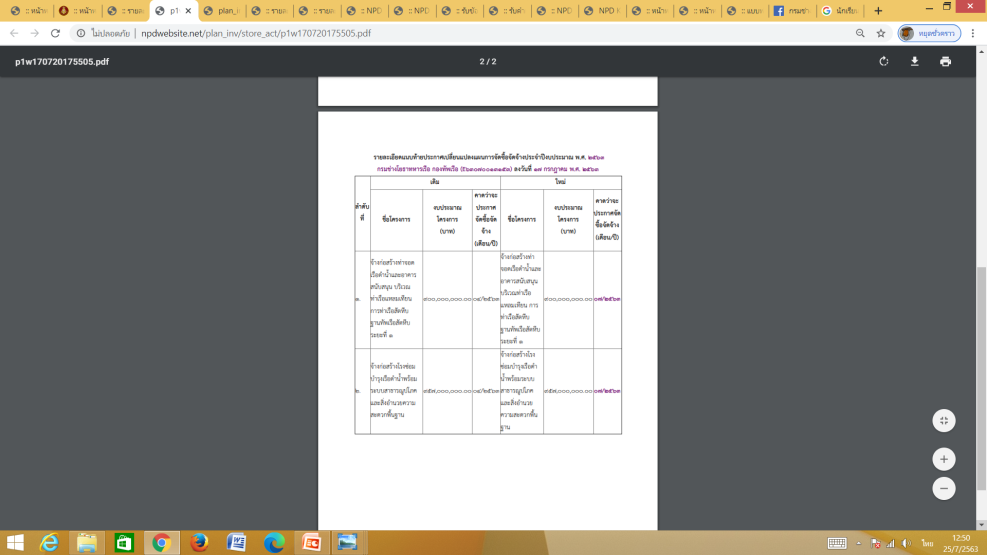 :: หน้าห
:: หน้าห
:: รายล
p1
plan_i
:: รายล
:: รายล
:: NPD
:: NPD
:: รับข้อ
:: รับคำ
:: NPD
NPD
:: หน้าห
:: หน้าห
:: แบบ
กรมช่า
นักเรีย
ไม่ปลอดภัย | npdwebsite.net/plan_inv/store_act/p1w170720175505.pdf
หยุดชั่วคราว
p1w170720175505.pdf
2 / 2
รายละเอียดแนบท้ายประกาศเปลี่ยนแปลงแผนการจัดซื้อจัดจ้างประจำปีงบประมาณ พ.ศ. ๒๕๖๓
กรมช่างโยธาทหารเรือ กองทัพเรือ (E๖๓๐๗๐๐๑๓๑๕๓) ลงวันที่ ๑๗ กรกฎาคม พ.ศ. ๒๕๖๓
เดิม
ใหม่
ลำดับ
ที่
ชื่อโครงการ
งบประมาณ
โครงการ
(บาท)
คาดว่าจะ
ประกาศ
จัดซื้อจัด
จ้าง
(เดือน/ปี)
ชื่อโครงการ
งบประมาณ
โครงการ
(บาท)
คาดว่าจะ
ประกาศจัด
ซื้อจัดจ้าง
(เดือน/ปี)
๑.
จ้างก่อสร้างท่าจอด
เรือดำน้ำและอาคาร
สนับสนุน บริเวณ
ท่าเรือแหลมเทียน
การท่าเรือสัตหีบ
ฐานทัพเรือสัตหีบ
ระยะที่ ๑
๙๐๐,๐๐๐,๐๐๐.๐๐
๐๔/๒๕๖๓
จ้างก่อสร้างท่า
จอดเรือดำน้ำและ
อาคารสนับสนุน
บริเวณท่าเรือ
แหลมเทียน การ
ท่าเรือสัตหีบ
ฐานทัพเรือสัตหีบ
ระยะที่ ๑
๙๐๐,๐๐๐,๐๐๐.๐๐
๐๗/๒๕๖๓
๒.
จ้างก่อสร้างโรงซ่อม
บำรุงเรือดำน้ำพร้อม
ระบบสาธารณูปโภค
และสิ่งอำนวยความ
สะดวกพื้นฐาน
๙๕๗,๐๐๐,๐๐๐.๐๐
๐๔/๒๕๖๓
จ้างก่อสร้างโรง
ซ่อมบำรุงเรือดำ
น้ำพร้อมระบบ
สาธารณูปโภค
และสิ่งอำนวย
ความสะดวกพื้น
ฐาน
๙๕๗,๐๐๐,๐๐๐.๐๐
๐๗/๒๕๖๓
ไทย
12:50
25/7/2563